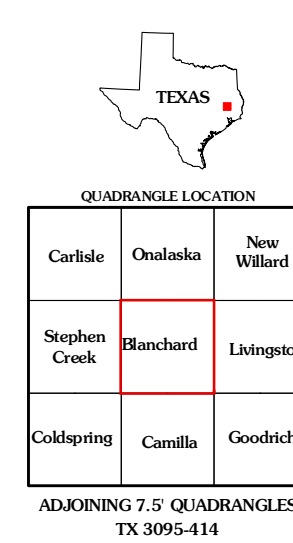 TEXAS
QUADRANGLE LOCATION
Carlisle
Onalaska
New
Willard
Stephen
Creek
Blanchard
Livingsto
Coldspring
Camilla
Goodrich
ADJOINING 7.5' QUADRANGLES
TX 3095-414